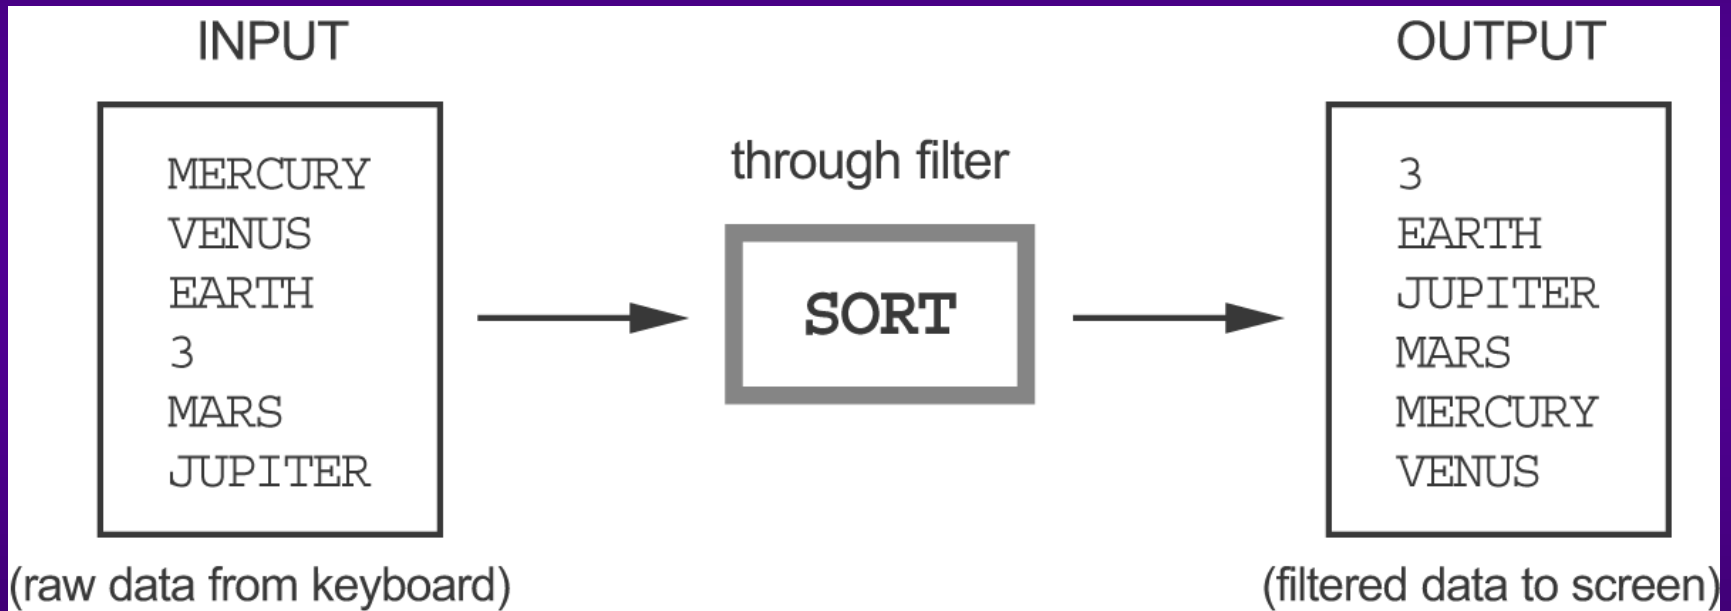 INPUT
MERCURY
VENUS
EARTH
3
MARS
JUPITER
(raw data from keyboard)
through filter
SORT
OUTPUT
3
EARTH
JUPITER
MARS
MERCURY
VENUS
(filtered data to screen)